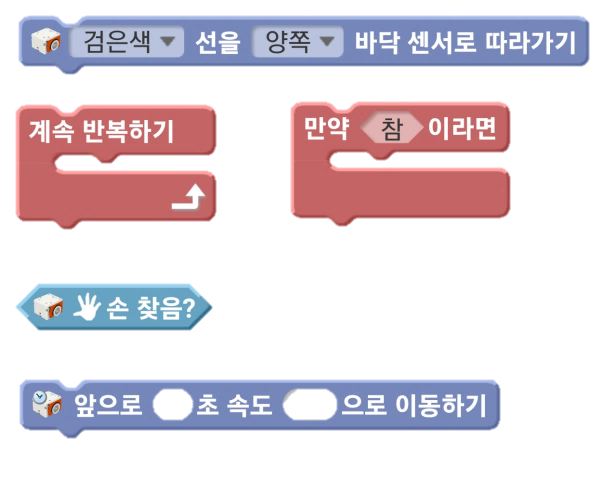 검은색 선을 양쪽 바닥 센서로 따라가기
계속 반복하기
만약 참 이라면
손 찾음?
앞으로 초 속도 으로 이동하기